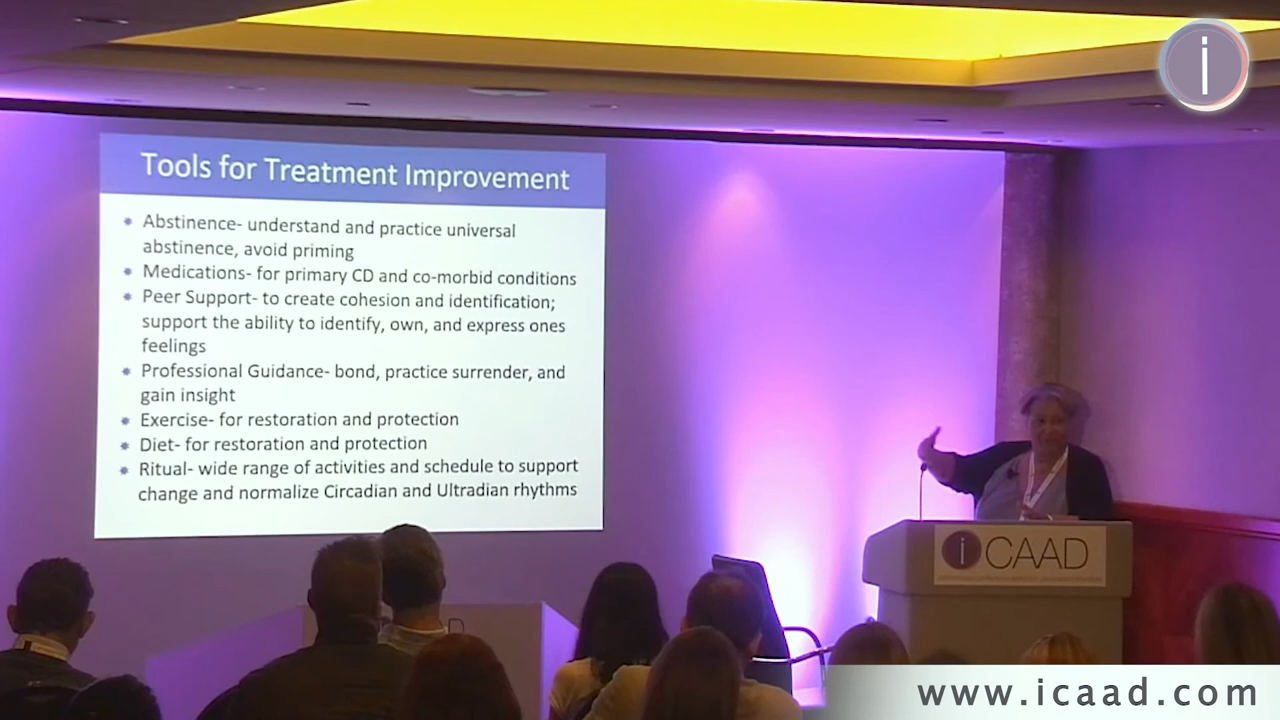 i
Tools for Treatment Improvement
Abstinence- understand and practice universal
abstinence, avoid priming
Medications- for primary CD and co-morbid conditions
Peer Support- to create cohesion and identification;
support the ability to identify, own, and express ones
feelings
Professional Guidance- bond, practice surrender, and
gain insight
Exercise- for restoration and protection
Diet- for restoration and protection
Ritual- wide range of activities and schedule to support
change and normalize Circadian and Ultradian rhythms
iCAAD
D
www.icaad.com